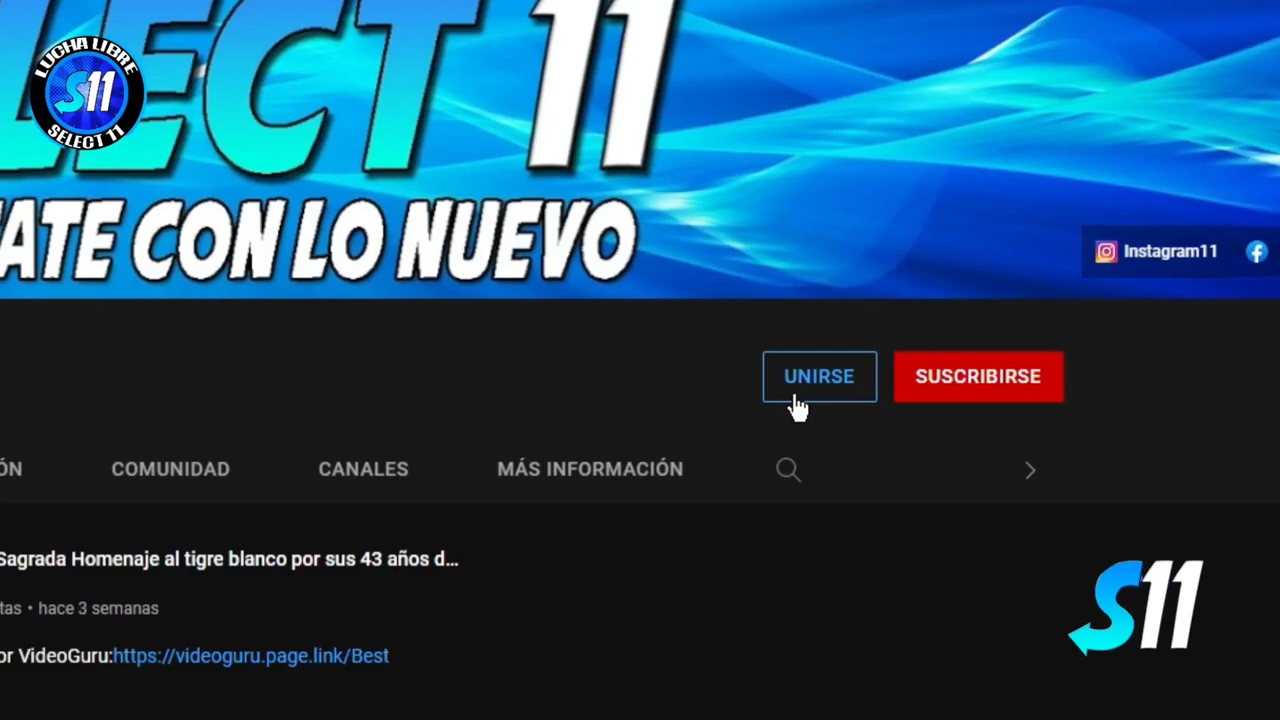 LECT 11
LUCHA LIBRE
S11
SELECT 11
ATE CON LO NUEVO
Instagram11
UNIRSE
SUSCRIBIRSE
ÓN COMUNIDAD CANALES MÁS INFORMACIÓN
Sagrada Homenaje al tigre blanco por sus 43 años d...
tas • hace 3 semanas
or VideoGuru:https://videoguru.page.link/Best
S11